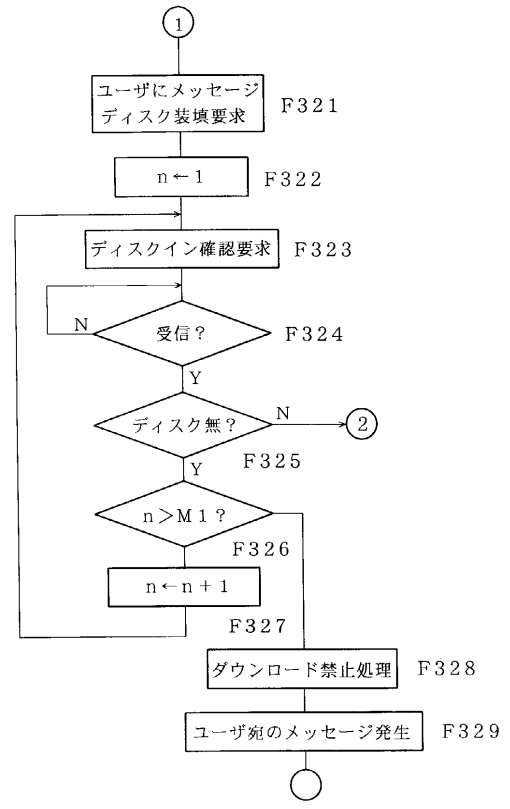 1
ユーザにメッセージ
ディスク装填要求
F321
n←1
F322
ディスクイン確認要求
F323
N
受信?
F324
Y
ディスク無?
N
2
F325
Y
n>M1?
F326
n←n+1
F327
ダウンロード禁止処理
F328
ユーザ宛のメッセージ発生
F329